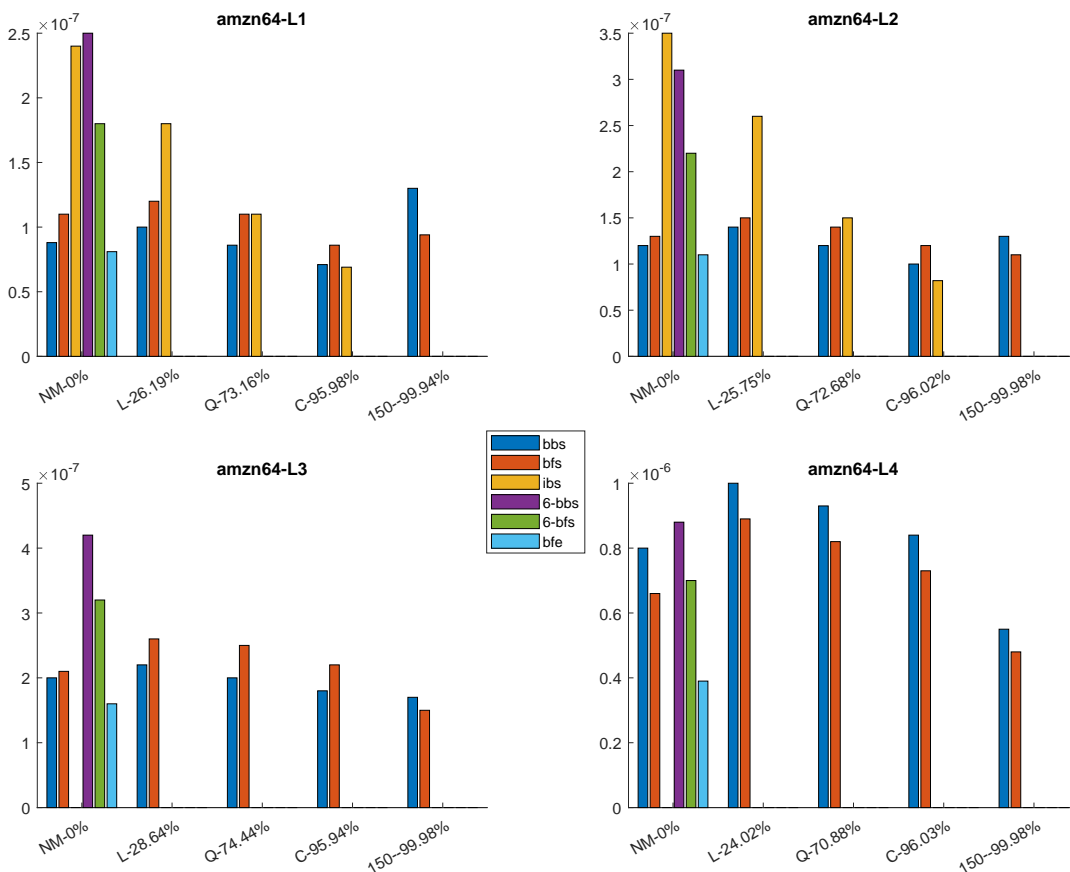 amzn64-L1
×10^-7
2.5
2
1.5
1
0.5
0
NM-0%
L-26.19%
Q-73.16%
C-95.98%
150--99.94%
amzn64-L2
×10^-7
3.5
3
2.5
2
1.5
1
0.5
0
NM-0%
L-25.75%
Q-72.68%
C-96.02%
150--99.98%
bbs
bfs
ibs
6-bbs
6-bfs
bfe
amzn64-L3
×10^-7
5
4
3
2
1
0
NM-0%
L-28.64%
Q-74.44%
C-95.94%
150--99.98%
amzn64-L4
×10^-6
1
0.8
0.6
0.4
0.2
0
NM-0%
L-24.02%
Q-70.88%
C-96.03%
150--99.98%